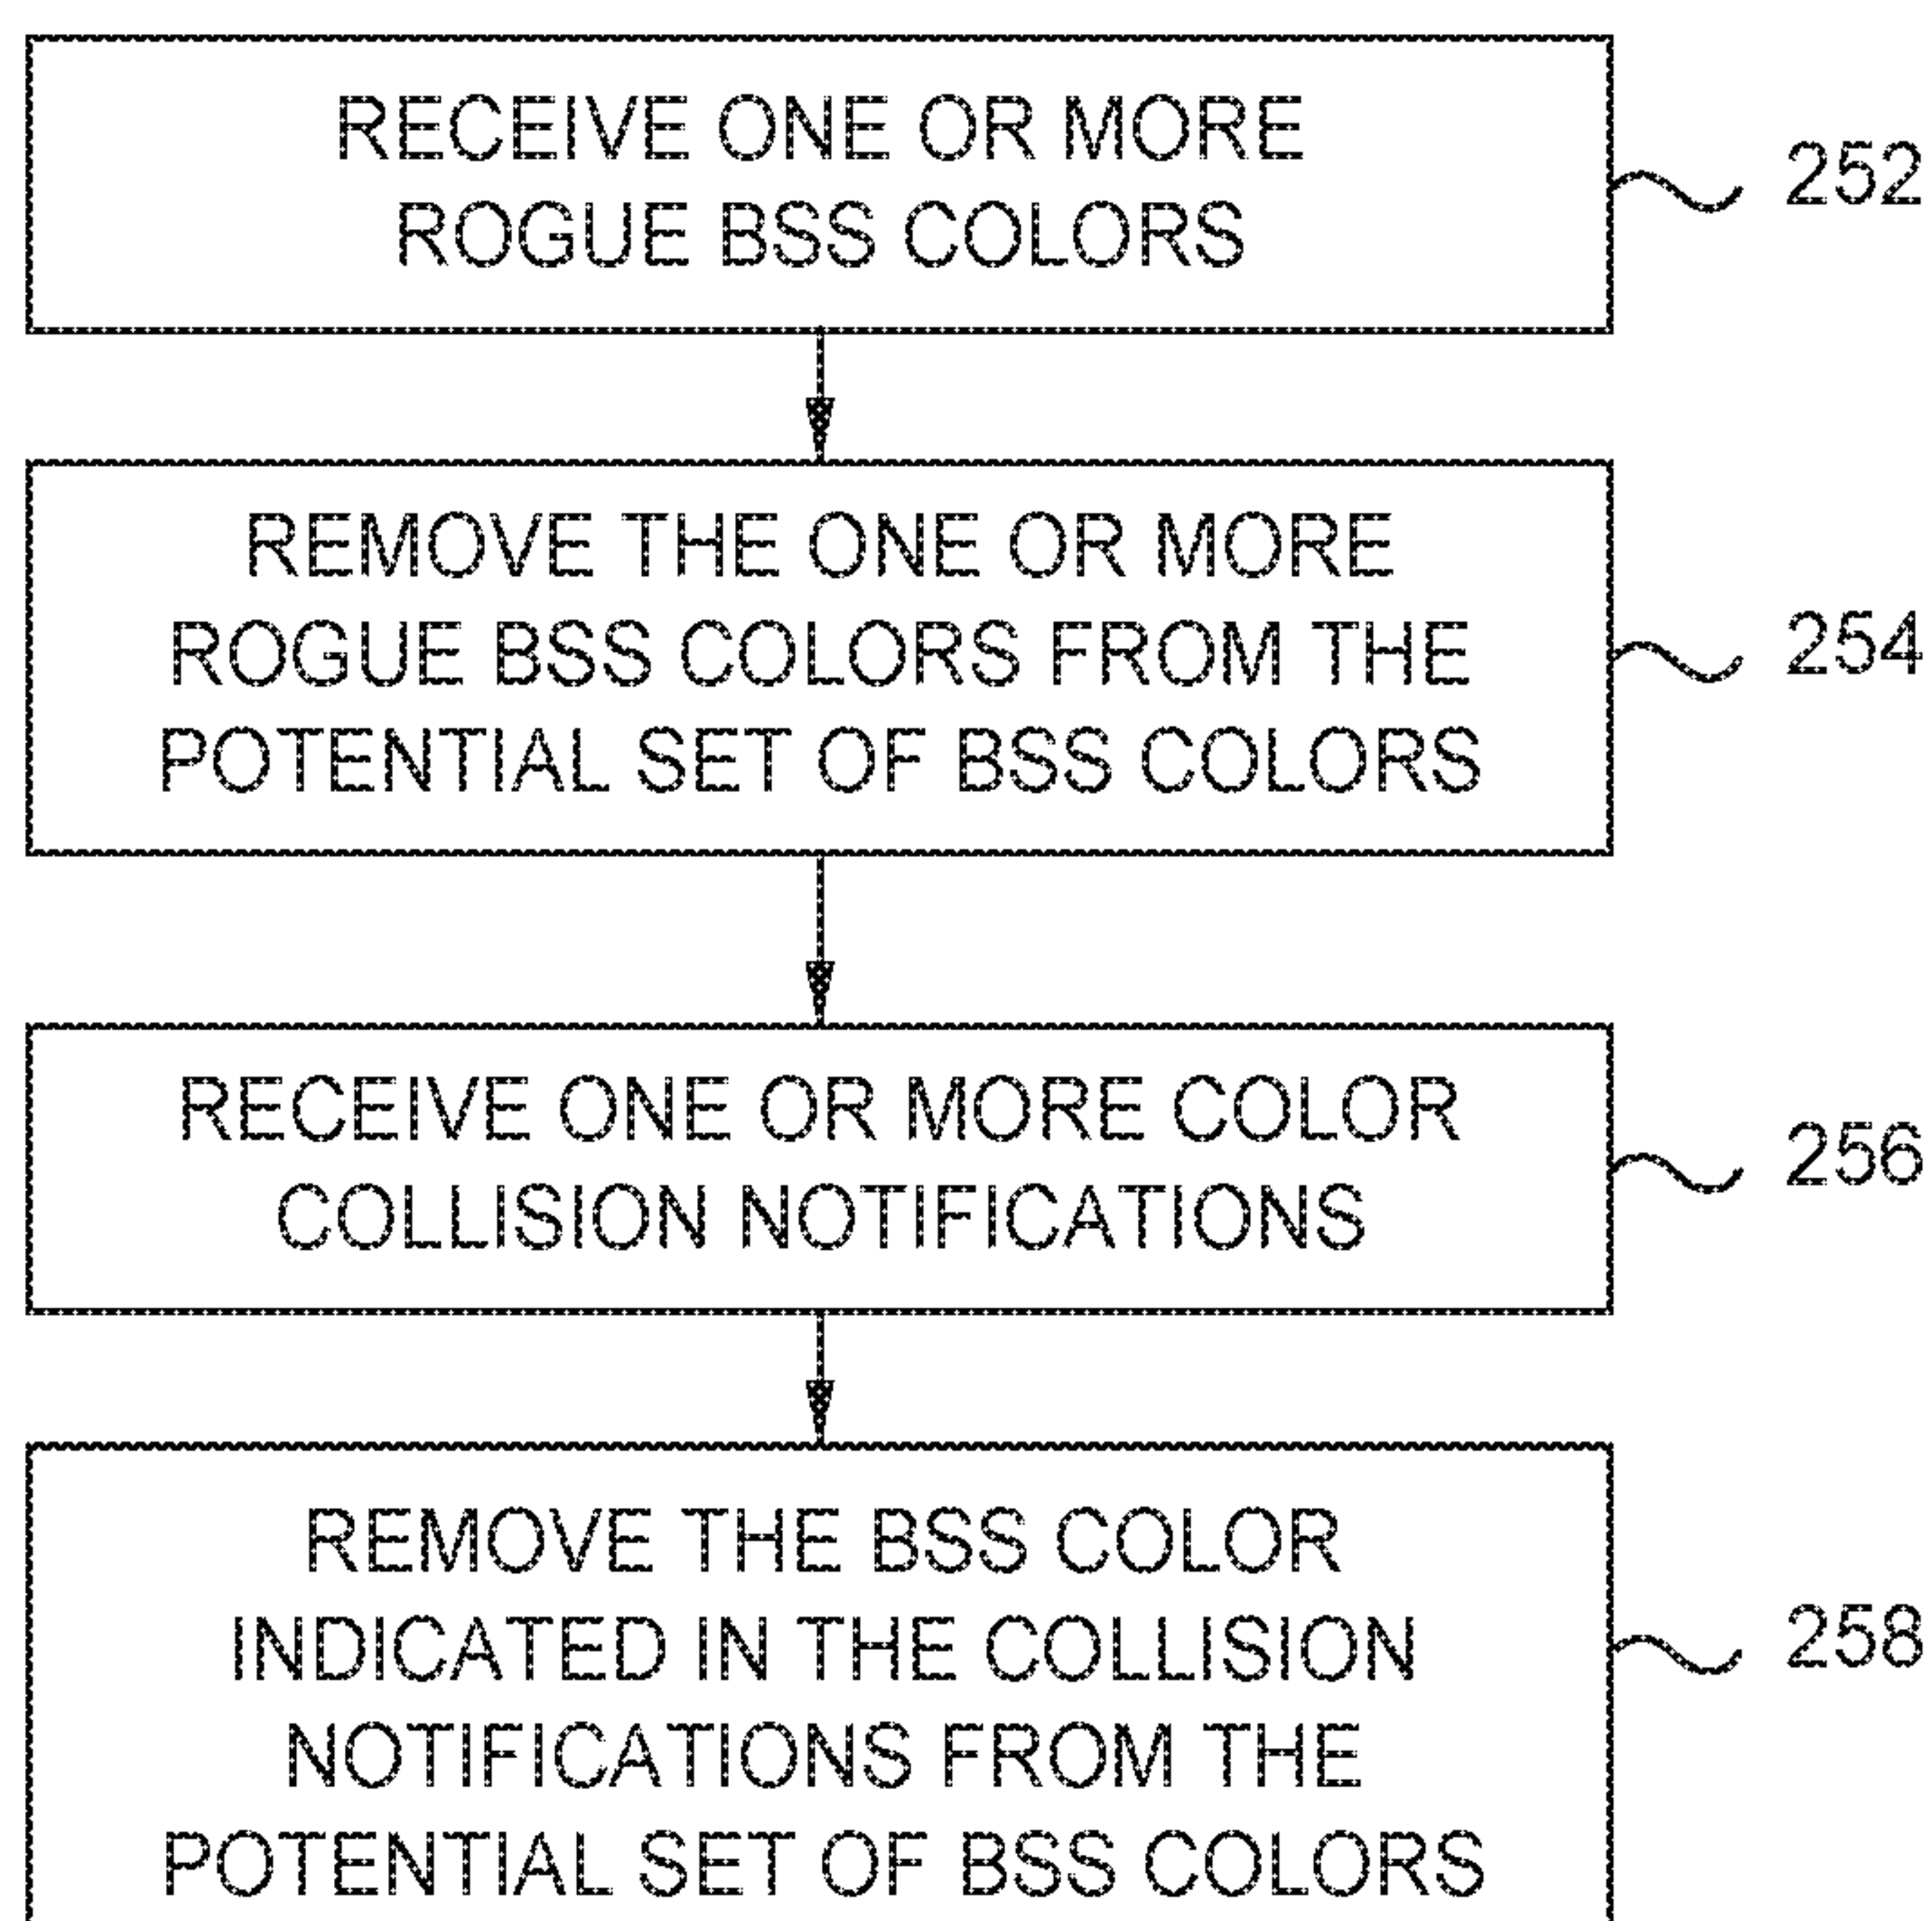 RECEIVE ONE OR MORE
ROGUE BSS COLORS
252
REMOVE THE ONE OR MORE
ROGUE BSS COLORS FROM THE
POTENTIAL SET OF BSS COLORS
254
RECEIVE ONE OR MORE COLOR
COLLISION NOTIFICATIONS
256
REMOVE THE BSS COLOR
INDICATED IN THE COLLISION
NOTIFICATIONS FROM THE
POTENTIAL SET OF BSS COLORS
258